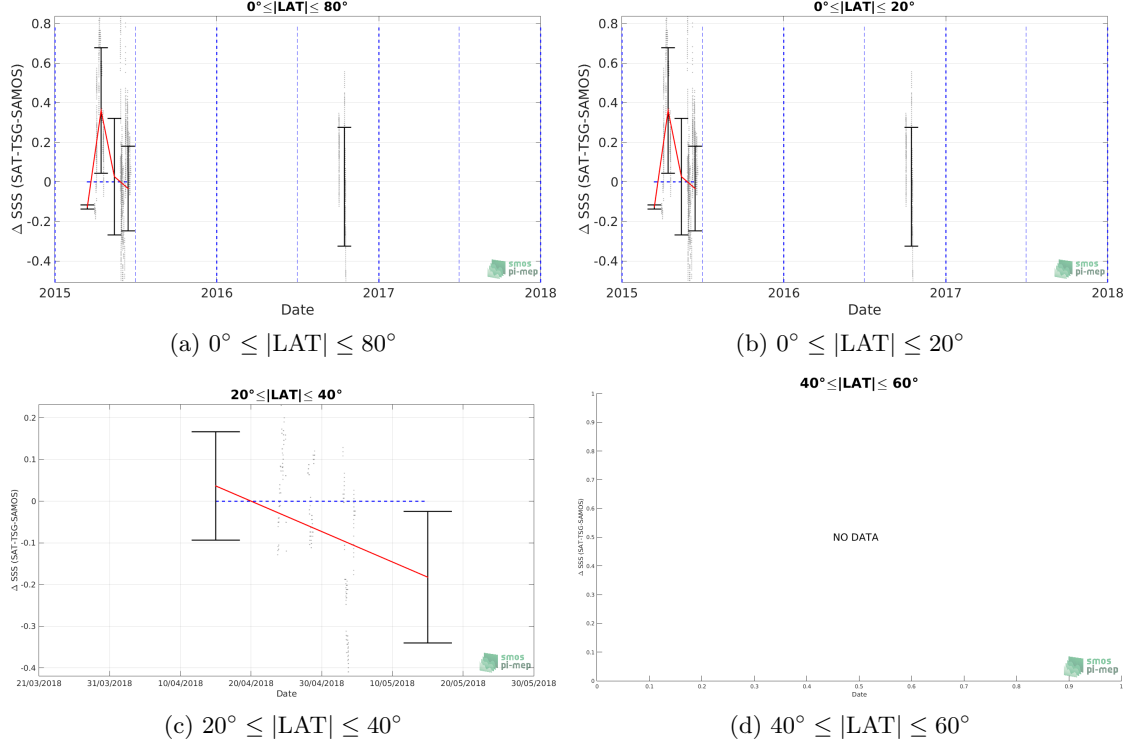 0°≤|LAT|≤ 80°
Δ SSS (SAT-TSG-SAMOS)
0.8
0.6
0.4
0.2
0
-0.2
-0.4
2015
2016
2017
2018
Date
smos
pi-mep
(a) 0° ≤ |LAT| ≤ 80°
0°≤|LAT|≤ 20°
Δ SSS (SAT-TSG-SAMOS)
0.8
0.6
0.4
0.2
0
-0.2
-0.4
2015
2016
2017
2018
Date
smos
pi-mep
(b) 0° ≤ |LAT| ≤ 20°
20°≤|LAT|≤ 40°
Δ SSS (SAT-TSG-SAMOS)
0.2
0.1
0
-0.1
-0.2
-0.3
-0.4
21/03/2018
31/03/2018
10/04/2018
20/04/2018
30/04/2018
10/05/2018
20/05/2018
30/05/2018
Date
smos
pi-mep
(c) 20° ≤ |LAT| ≤ 40°
40°≤|LAT|≤ 60°
Δ SSS (SAT-TSG-SAMOS)
1
0.9
0.8
0.7
0.6
0.5
0.4
0.3
0.2
0.1
0
NO DATA
0
0.1
0.2
0.3
0.4
0.5
0.6
0.7
0.8
0.9
1
Date
smos
pi-mep
(d) 40° ≤ |LAT| ≤ 60°